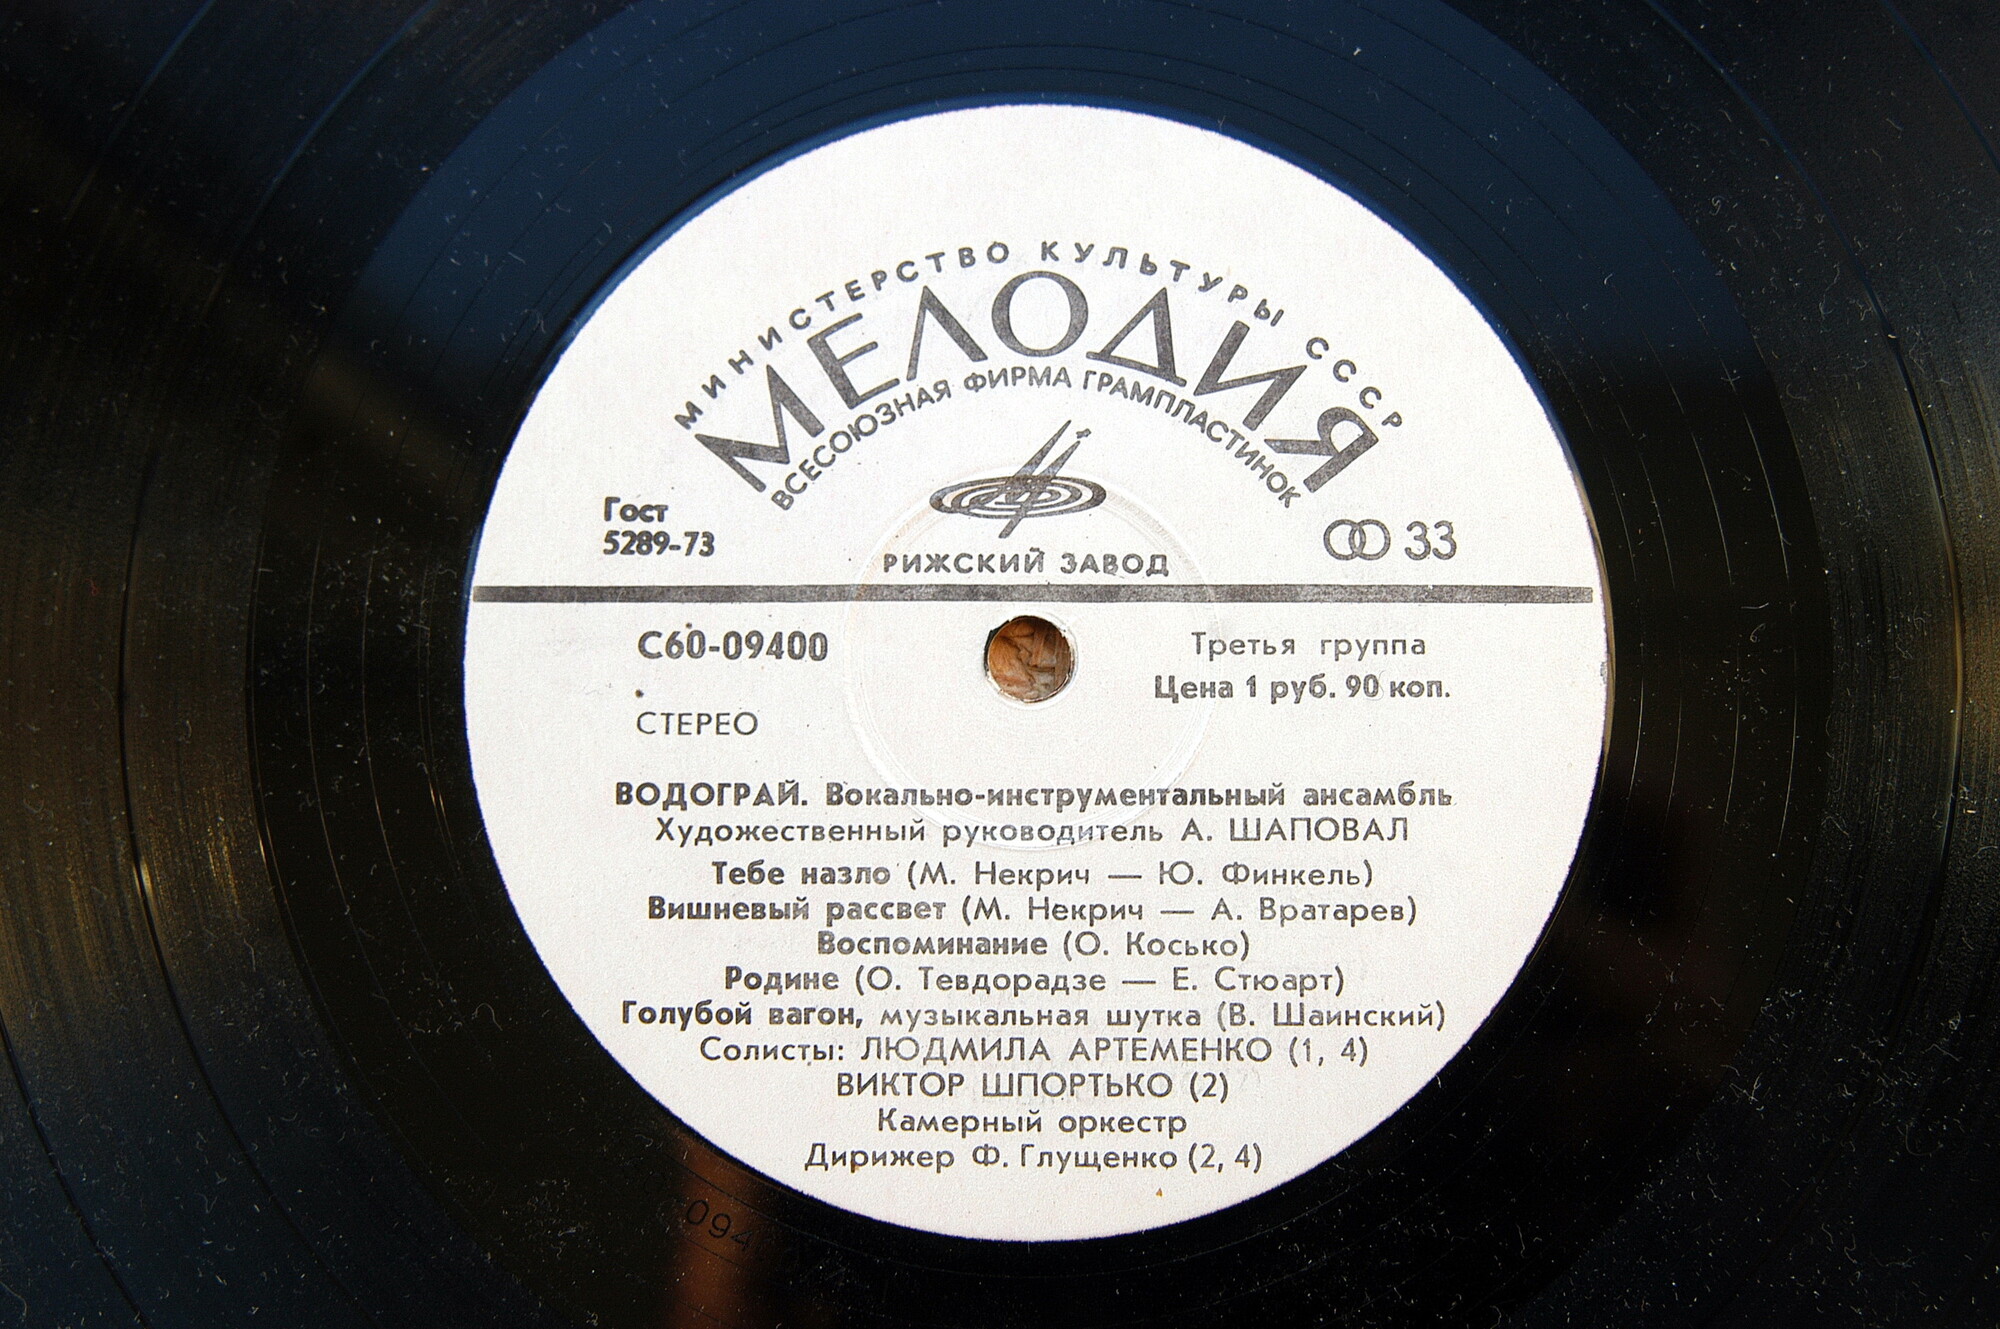 МИНИСТЕРСТВО КУЛЬТУРЫ СССР
МЕЛОДИЯ
ВСЕСОЮЗНАЯ ФИРМА ГРАМПЛАСТИНОК
Гост
5289-73
33
РИЖСКИЙ ЗАВОД
С60-09400
Третья группа
Цена 1 руб. 90 коп.
СТЕРЕО
ВОДОГРАЙ. Вокально-инструментальный ансамбль
Художественный руководитель А. ШАПОВАЛ
Тебе назло (М. Некрич — Ю. Финкель)
Вишневый рассвет (М. Некрич — А. Вратарев)
Воспоминание (О. Косько)
Родине (О. Тевдорадзе — Е. Стюарт)
Голубой вагон, музыкальная шутка (В. Шаинский)
Солисты: ЛЮДМИЛА АРТЕМЕНКО (1, 4)
ВИКТОР ШПОРТЬКО (2)
Камерный оркестр
Дирижер Ф. Глущенко (2, 4)
094